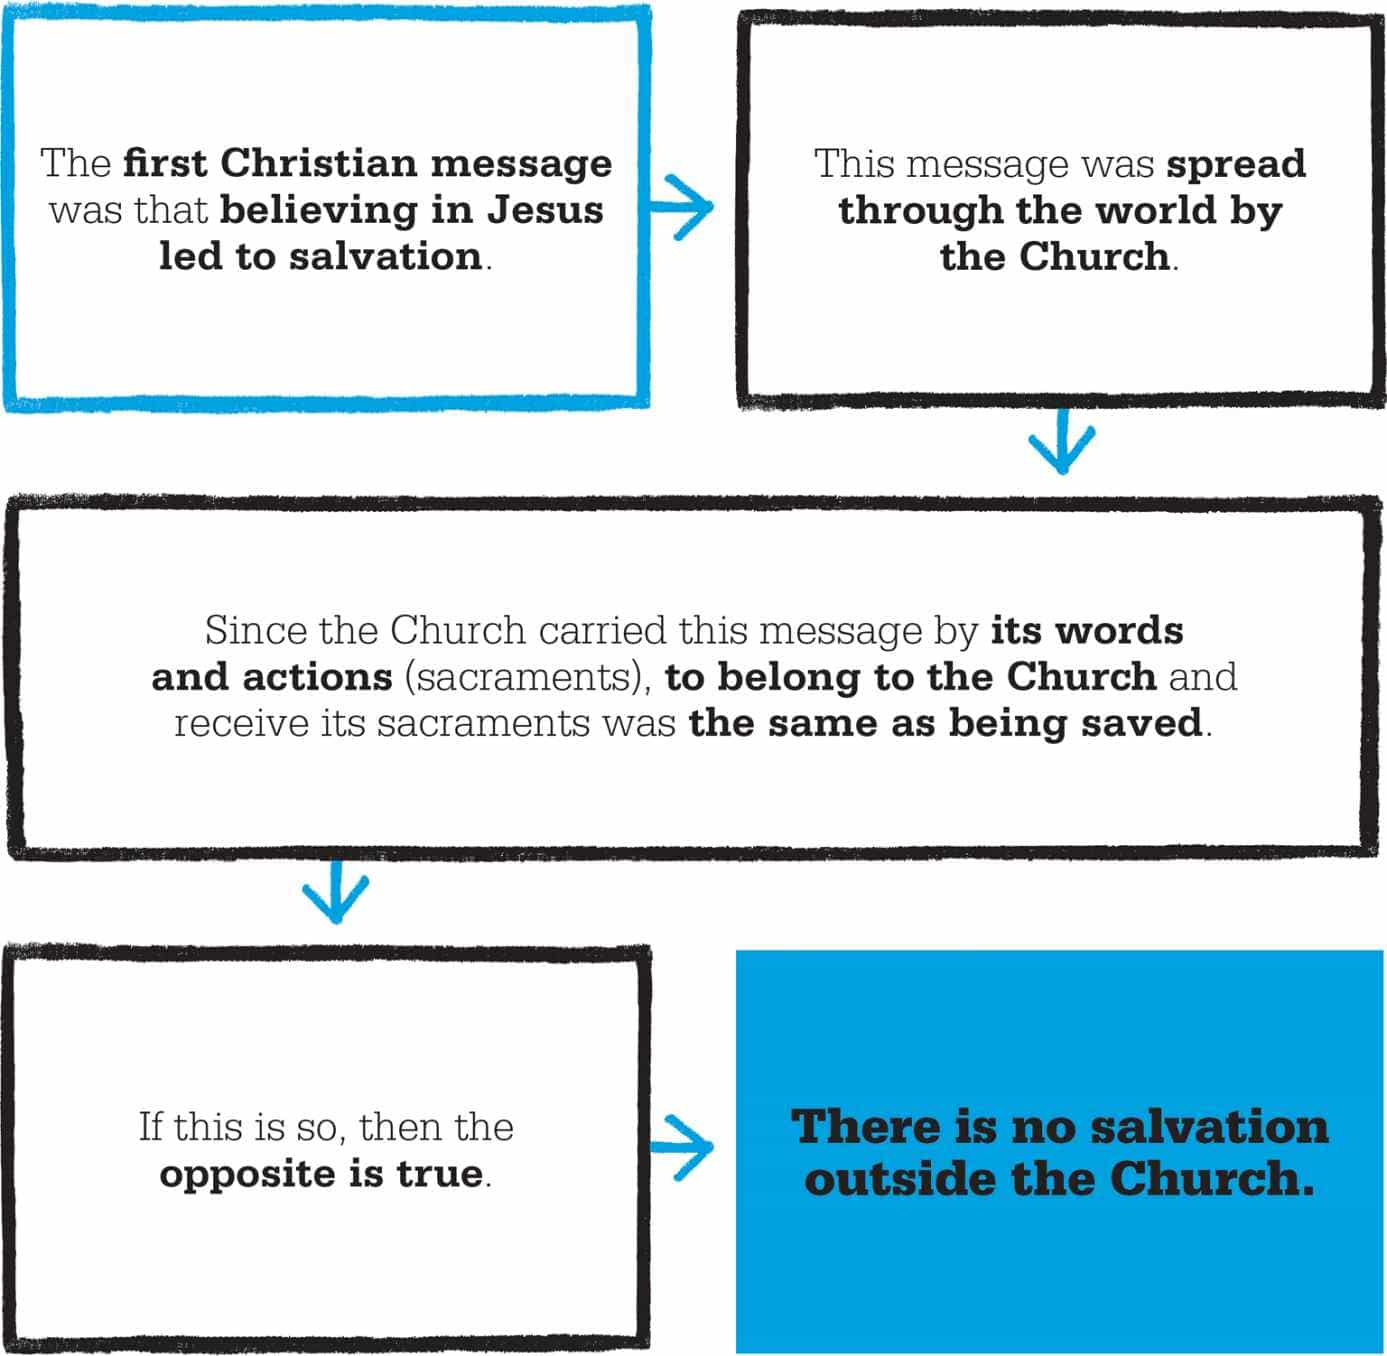 The first Christian message
was that believing in Jesus
led to salvation.
This message was spread
through the world by
the Church.
Since the Church carried this message by its words
and actions (sacraments), to belong to the Church and
receive its sacraments was the same as being saved.
If this is so, then the
opposite is true.
There is no salvation
outside the Church.